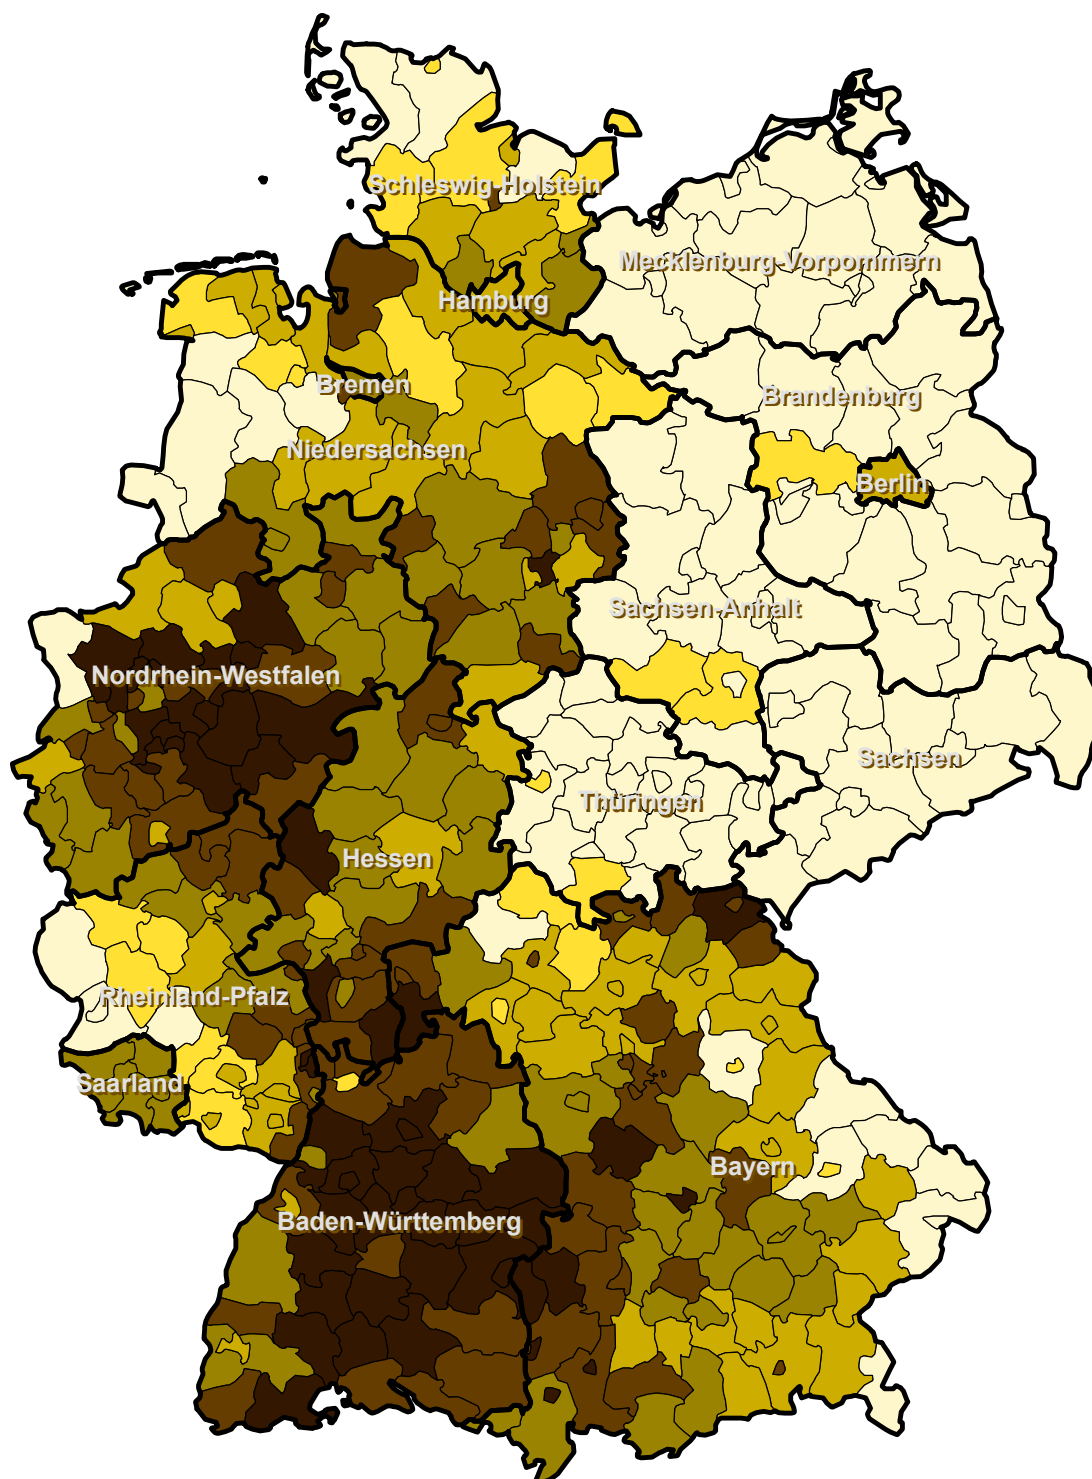 Schleswig-Holstein
Mecklenburg-Vorpommern
Hamburg
Bremen
Brandenburg
Niedersachsen
Berlin
Sachsen-Anhalt
Nordrhein-Westfalen
Sachsen
Thüringen
Hessen
Rheinland-Pfalz
Saarland
Bayern
Baden-Württemberg